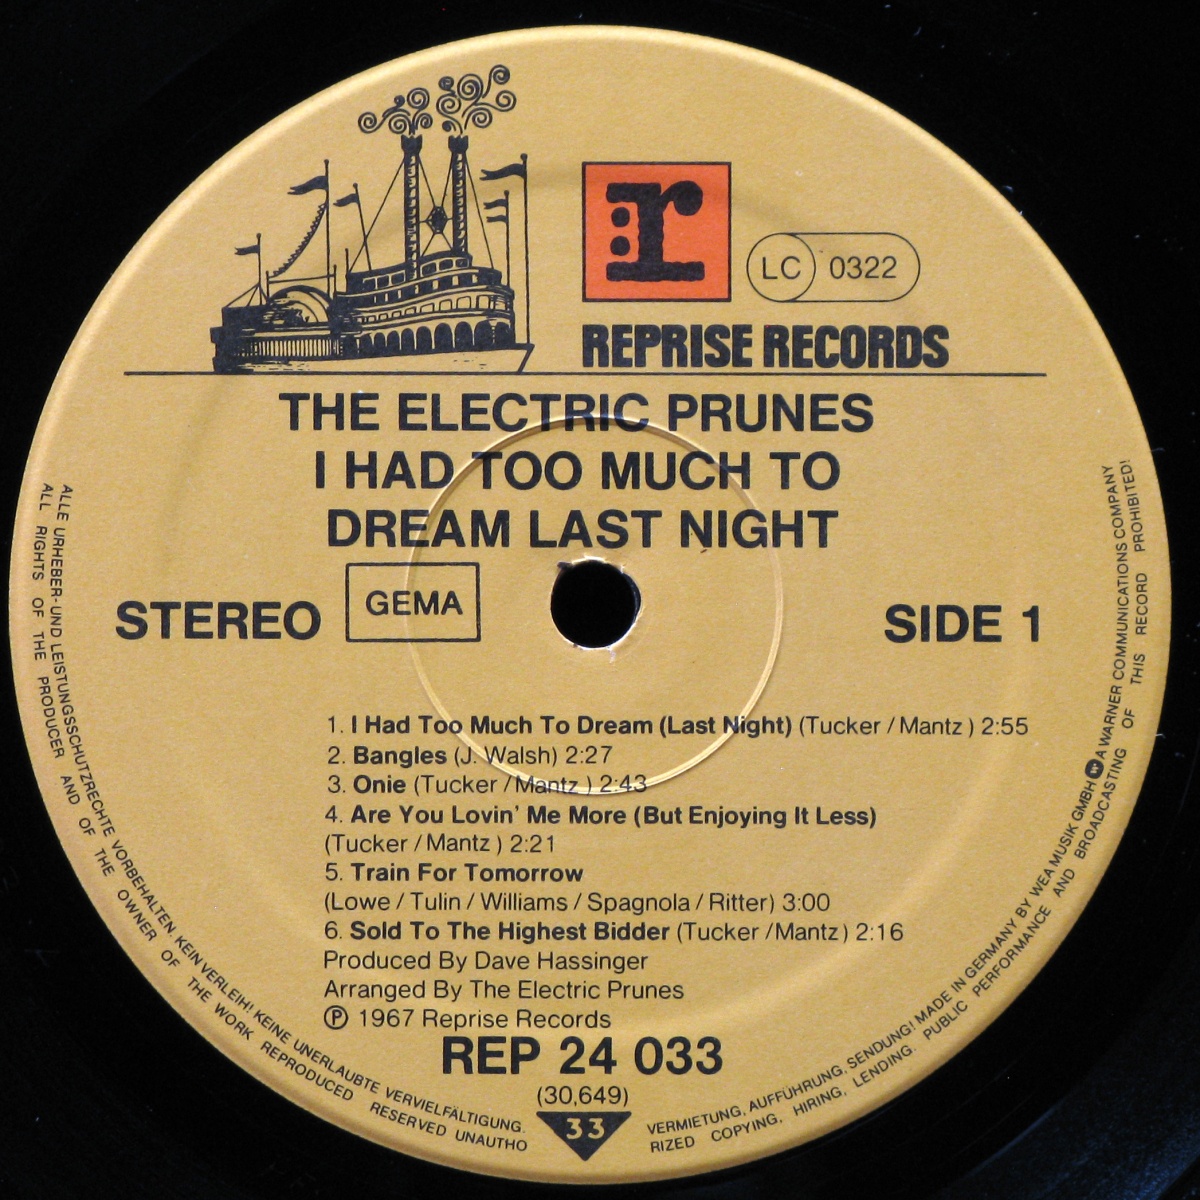 r
LC 0322
REPRISE RECORDS
THE ELECTRIC PRUNES
I HAD TOO MUCH TO
DREAM LAST NIGHT
STEREO GEMA SIDE 1
1. I Had Too Much To Dream (Last Night) (Tucker / Mantz ) 2:55
2. Bangles (J. Walsh) 2:27
3. Onie (Tucker / Mantz ) 2:43
4. Are You Lovin' Me More (But Enjoying It Less)
(Tucker / Mantz ) 2:21
5. Train For Tomorrow
(Lowe / Tulin / Williams / Spagnola / Ritter) 3:00
6. Sold To The Highest Bidder (Tucker / Mantz ) 2:16
Produced By Dave Hassinger
Arranged By The Electric Prunes
Ⓟ 1967 Reprise Records
REP 24 033
(30,649)
33
ALLE URHEBER- UND LEISTUNGSSCHUTZRECHTE VORBEHALTEN. KEIN VERLEIH! KEINE UNERLAUBTE VERVIELFÄLTIGUNG. VERMIETUNG, AUFFÜHRUNG, SENDUNG! MADE IN GERMANY BY WEA MUSIK GMBH W A WARNER COMMUNICATIONS COMPANY
ALL RIGHTS OF THE PRODUCER AND OF THE OWNER OF THE WORK REPRODUCED RESERVED UNAUTHORIZED COPYING, HIRING, LENDING. PUBLIC PERFORMANCE AND BROADCASTING OF THIS RECORD PROHIBITED!